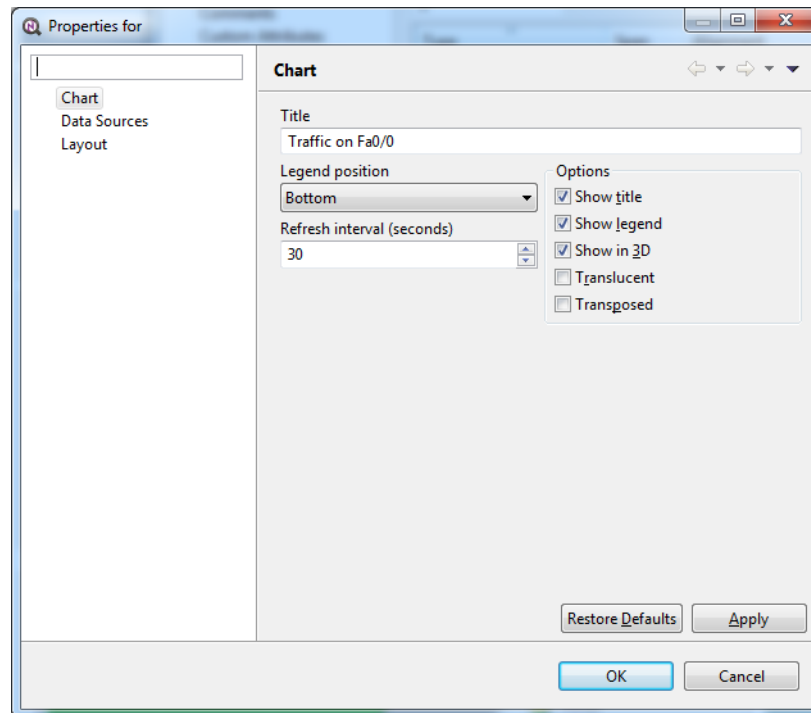 Properties for
Chart
Data Sources
Layout
Chart
Title
Traffic on Fa0/0
Legend position
Bottom
Refresh interval (seconds)
30
Options
Show title
Show legend
Show in 3D
Translucent
Transposed
Restore Defaults
Apply
OK
Cancel